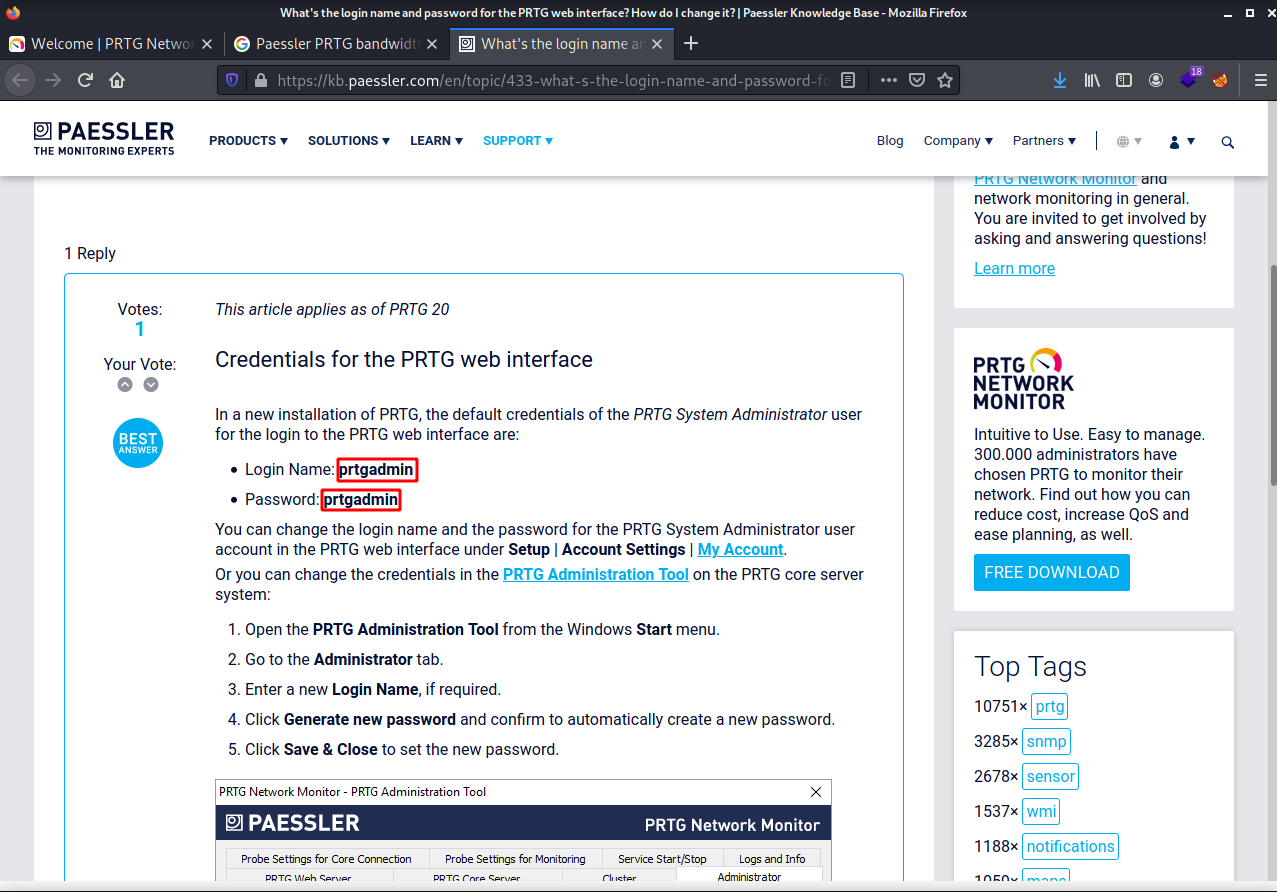 What's the login name and password for the PRTG web interface? How do I change it? | Paessler Knowledge Base - Mozilla Firefox
Welcome | PRTG Networ
Paessler PRTG bandwidt
What's the login name an
https://kb.paessler.com/en/topic/433-what-s-the-login-name-and-password-fo
18
PAESSLER
THE MONITORING EXPERTS
PRODUCTS
SOLUTIONS
LEARN
SUPPORT
Blog
Company
Partners
1 Reply
Votes:
1
Your Vote:
BEST
ANSWER
This article applies as of PRTG 20
Credentials for the PRTG web interface
In a new installation of PRTG, the default credentials of the PRTG System Administrator user
for the login to the PRTG web interface are:
• Login Name: prtgadmin
• Password: prtgadmin
You can change the login name and the password for the PRTG System Administrator user
account in the PRTG web interface under Setup | Account Settings | My Account.
Or you can change the credentials in the PRTG Administration Tool on the PRTG core server
system:
1. Open the PRTG Administration Tool from the Windows Start menu.
2. Go to the Administrator tab.
3. Enter a new Login Name, if required.
4. Click Generate new password and confirm to automatically create a new password.
5. Click Save & Close to set the new password.
PRTG Network Monitor - PRTG Administration Tool
PAESSLER
PRTG Network Monitor
Probe Settings for Core Connection
Probe Settings for Monitoring
Service Start/Stop
Logs and Info
PRTG Web Server
PRTG Core Server
Cluster
Administrator
PRTG Network Monitor and
network monitoring in general.
You are invited to get involved by
asking and answering questions!
Learn more
PRTG
NETWORK
MONITOR
Intuitive to Use. Easy to manage.
300.000 administrators have
chosen PRTG to monitor their
network. Find out how you can
reduce cost, increase QoS and
ease planning, as well.
FREE DOWNLOAD
Top Tags
10751× prtg
3285× snmp
2678× sensor
1537× wmi
1188× notifications
1059× maps